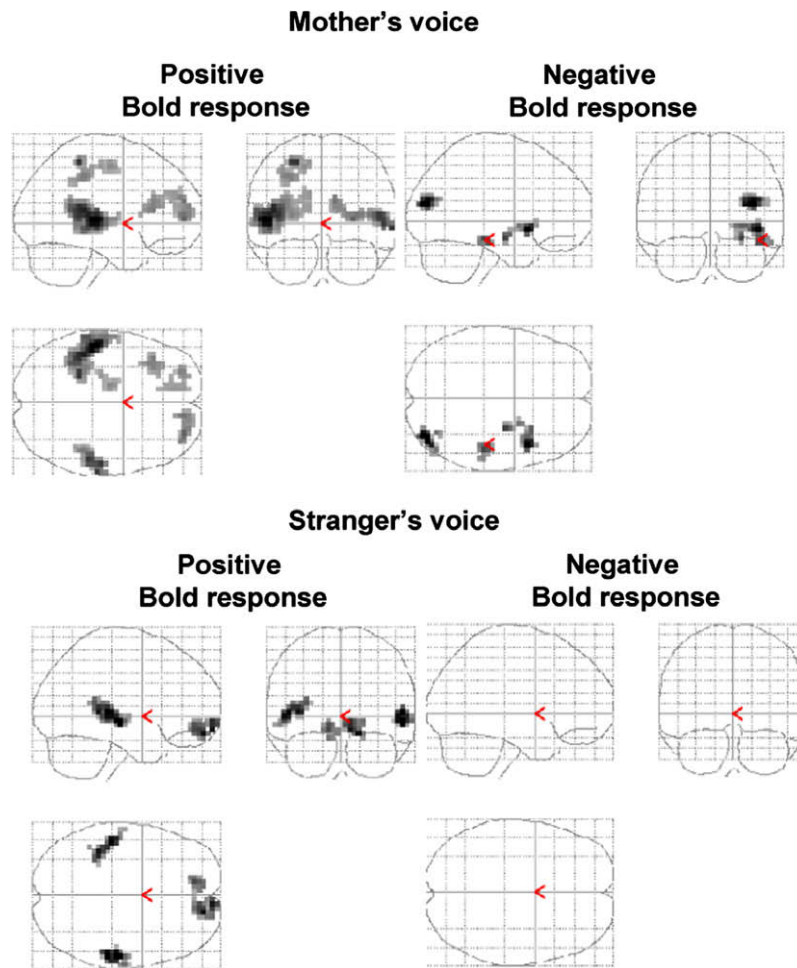 Mother's voice
Positive
Bold response
Negative
Bold response
Stranger's voice
Positive
Bold response
Negative
Bold response